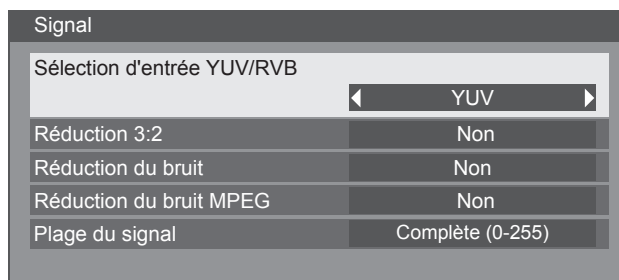 Signal
Sélection d'entrée YUV/RVB
YUV
Réduction 3:2 Non
Réduction du bruit Non
Réduction du bruit MPEG Non
Plage du signal Complète (0-255)